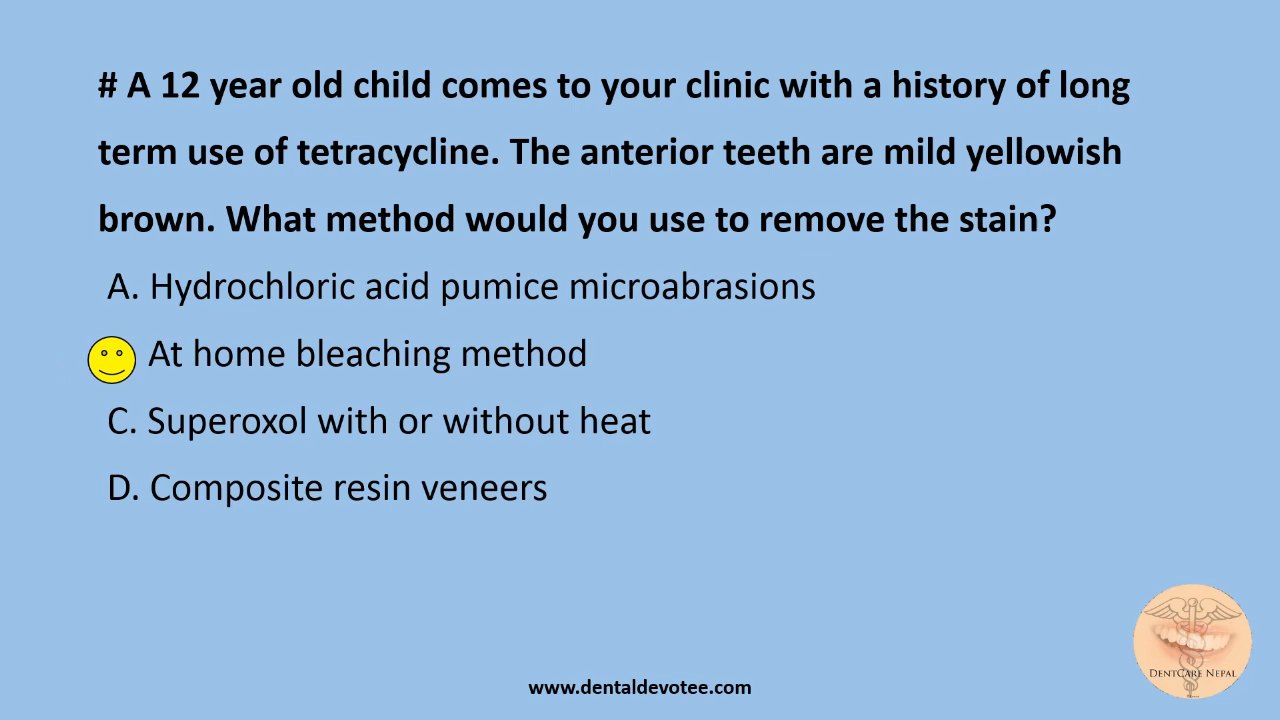 # A 12 year old child comes to your clinic with a history of long
term use of tetracycline. The anterior teeth are mild yellowish
brown. What method would you use to remove the stain?
A. Hydrochloric acid pumice microabrasions
At home bleaching method
C. Superoxol with or without heat
D. Composite resin veneers
DENTCARE NEPAL
www.dentaldevotee.com